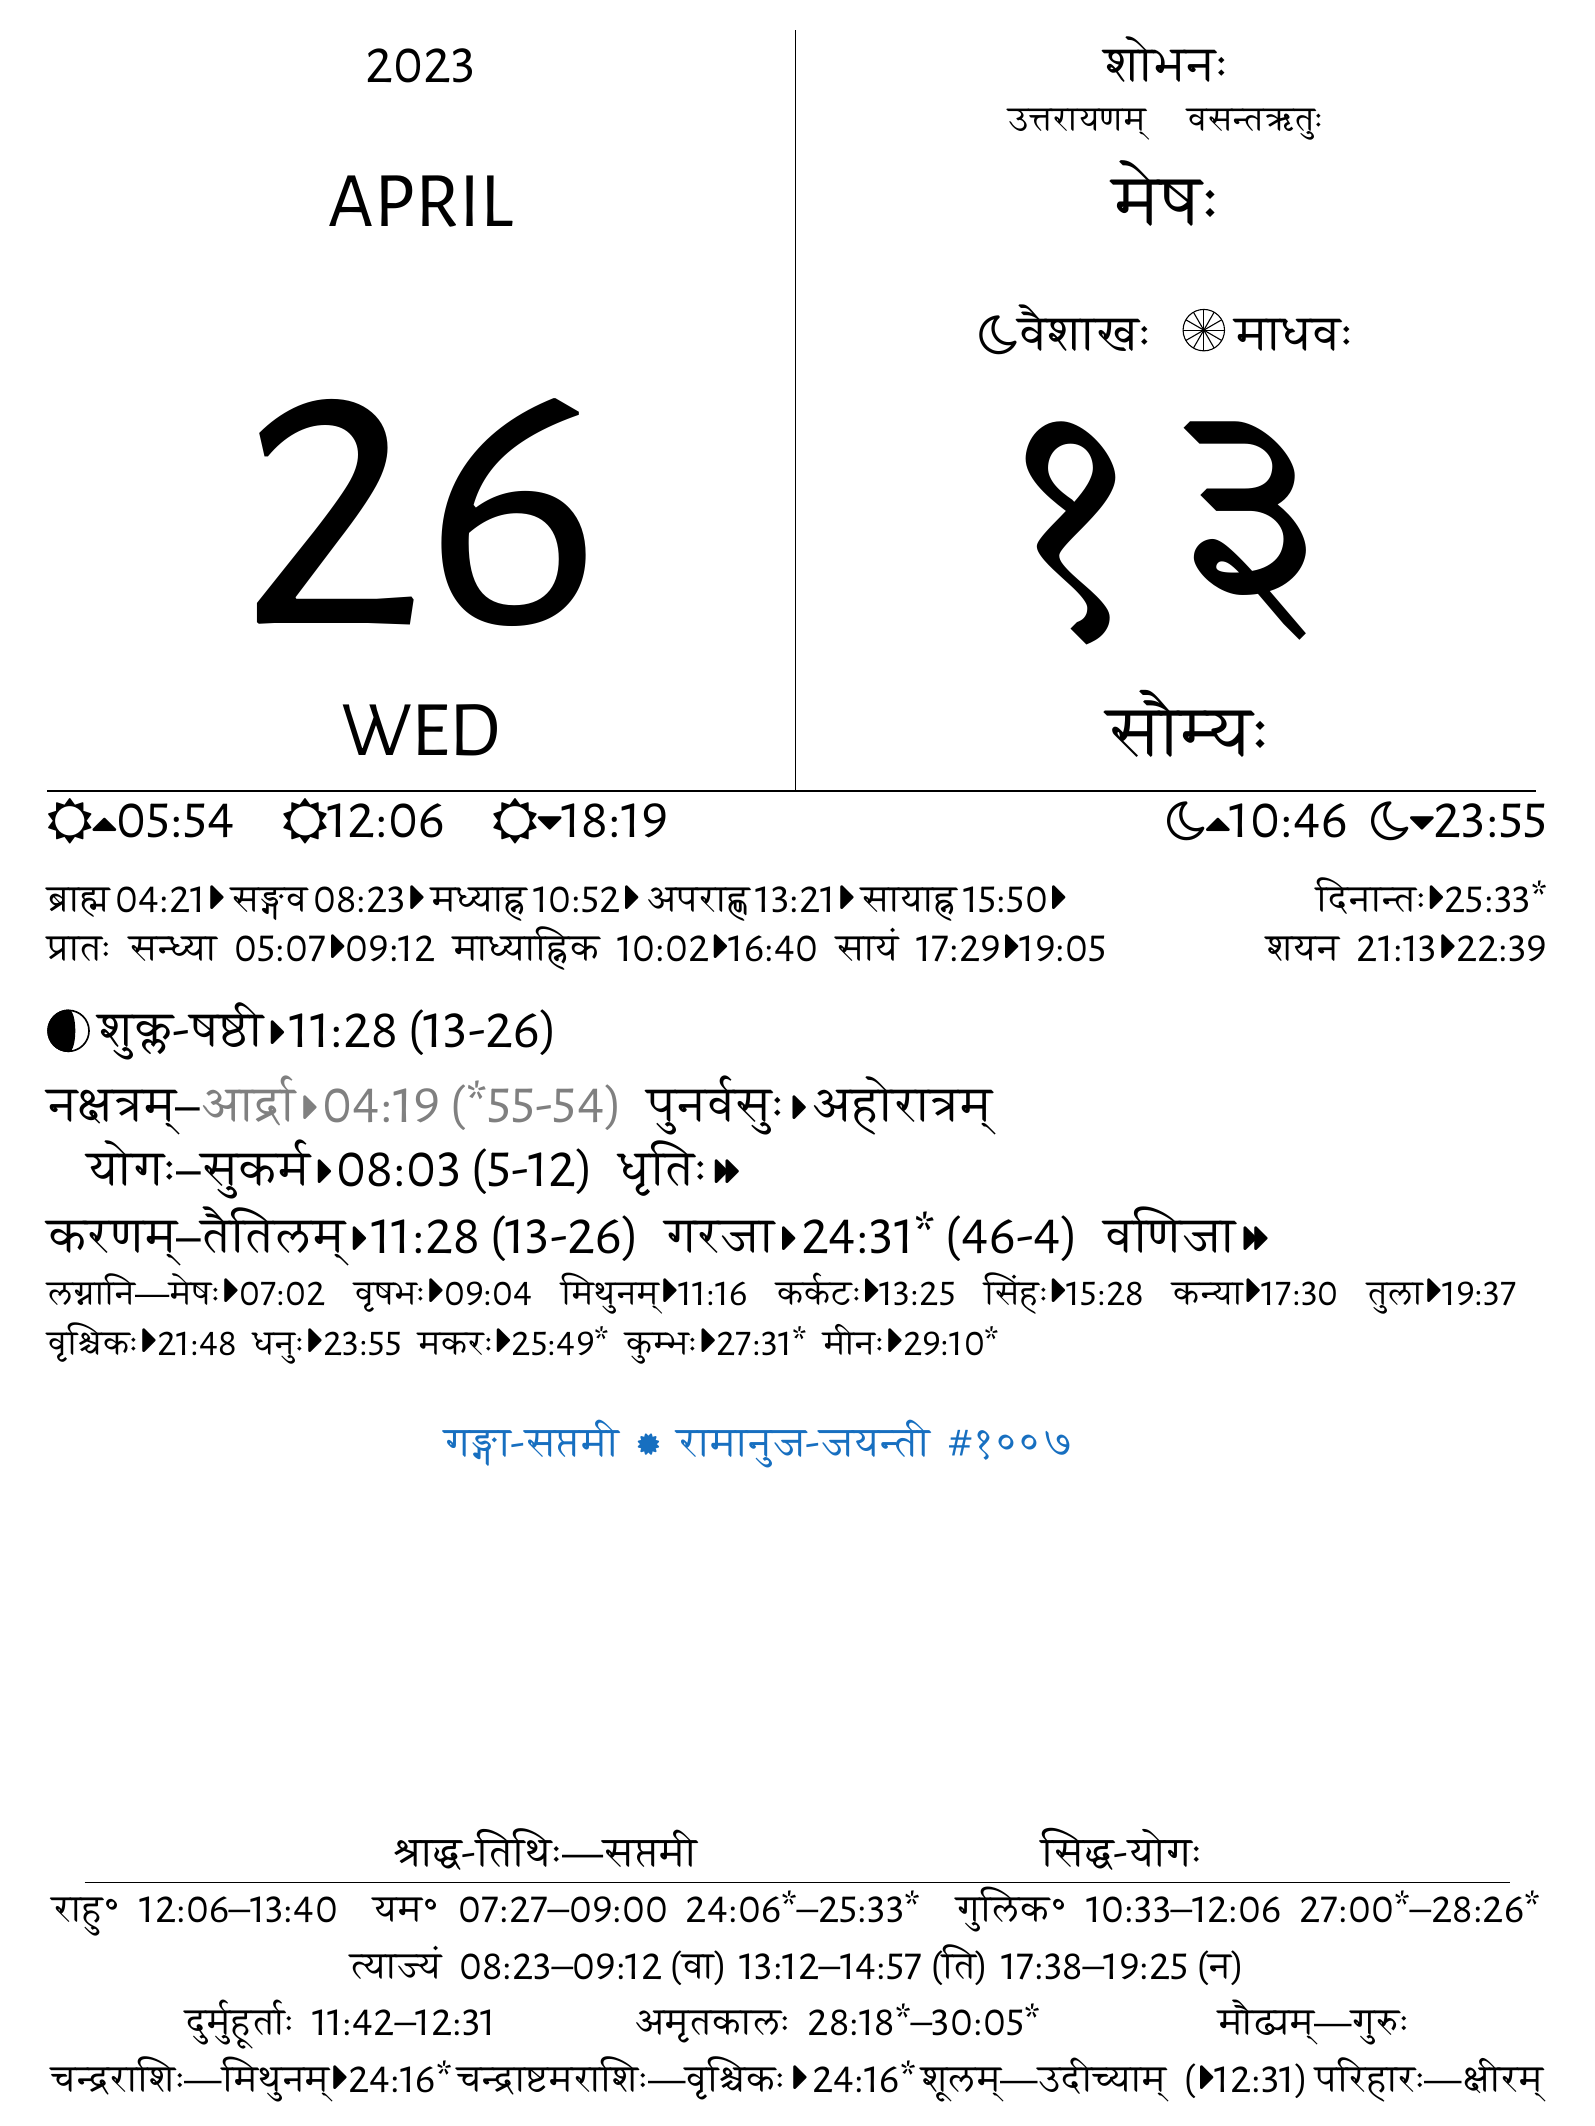 2023
APRIL
26
WED
शोभनः
उत्तरायणम् वसन्तऋतुः
मेषः
वैशाखः माधवः
१३
सौम्यः
05:54 12:06 18:19 10:46 23:55
ब्राह्म 04:21 सङ्गव 08:23 मध्याह्न 10:52 अपराह्ण 13:21 सायाह्न 15:50 दिनान्तः 25:33*
प्रातः सन्ध्या 05:07 09:12 माध्याह्निक 10:02 16:40 सायं 17:29 19:05 शयन 21:13 22:39
शुक्ल-षष्ठी 11:28 (13-26)
नक्षत्रम्–आर्द्रा 04:19 (*55-54) पुनर्वसुः अहोरात्रम्
योगः–सुकर्म 08:03 (5-12) धृतिः
करणम्–तैतिलम् 11:28 (13-26) गरजा 24:31* (46-4) वणिजा
लग्नानि—मेषः 07:02 वृषभः 09:04 मिथुनम् 11:16 कर्कटः 13:25 सिंहः 15:28 कन्या 17:30 तुला 19:37
वृश्चिकः 21:48 धनुः 23:55 मकरः 25:49* कुम्भः 27:31* मीनः 29:10*
गङ्गा-सप्तमी ✹ रामानुज-जयन्ती #१००७
श्राद्ध-तिथिः—सप्तमी सिद्ध-योगः
राहु॰ 12:06–13:40 यम॰ 07:27–09:00 24:06*–25:33* गुलिक॰ 10:33–12:06 27:00*–28:26*
त्याज्यं 08:23–09:12 (वा) 13:12–14:57 (ति) 17:38–19:25 (न)
दुर्मुहूर्ताः 11:42–12:31 अमृतकालः 28:18*–30:05* मौढ्यम्—गुरुः
चन्द्रराशिः—मिथुनम् 24:16* चन्द्राष्टमराशिः—वृश्चिकः 24:16* शूलम्—उदीच्याम् (12:31) परिहारः—क्षीरम्